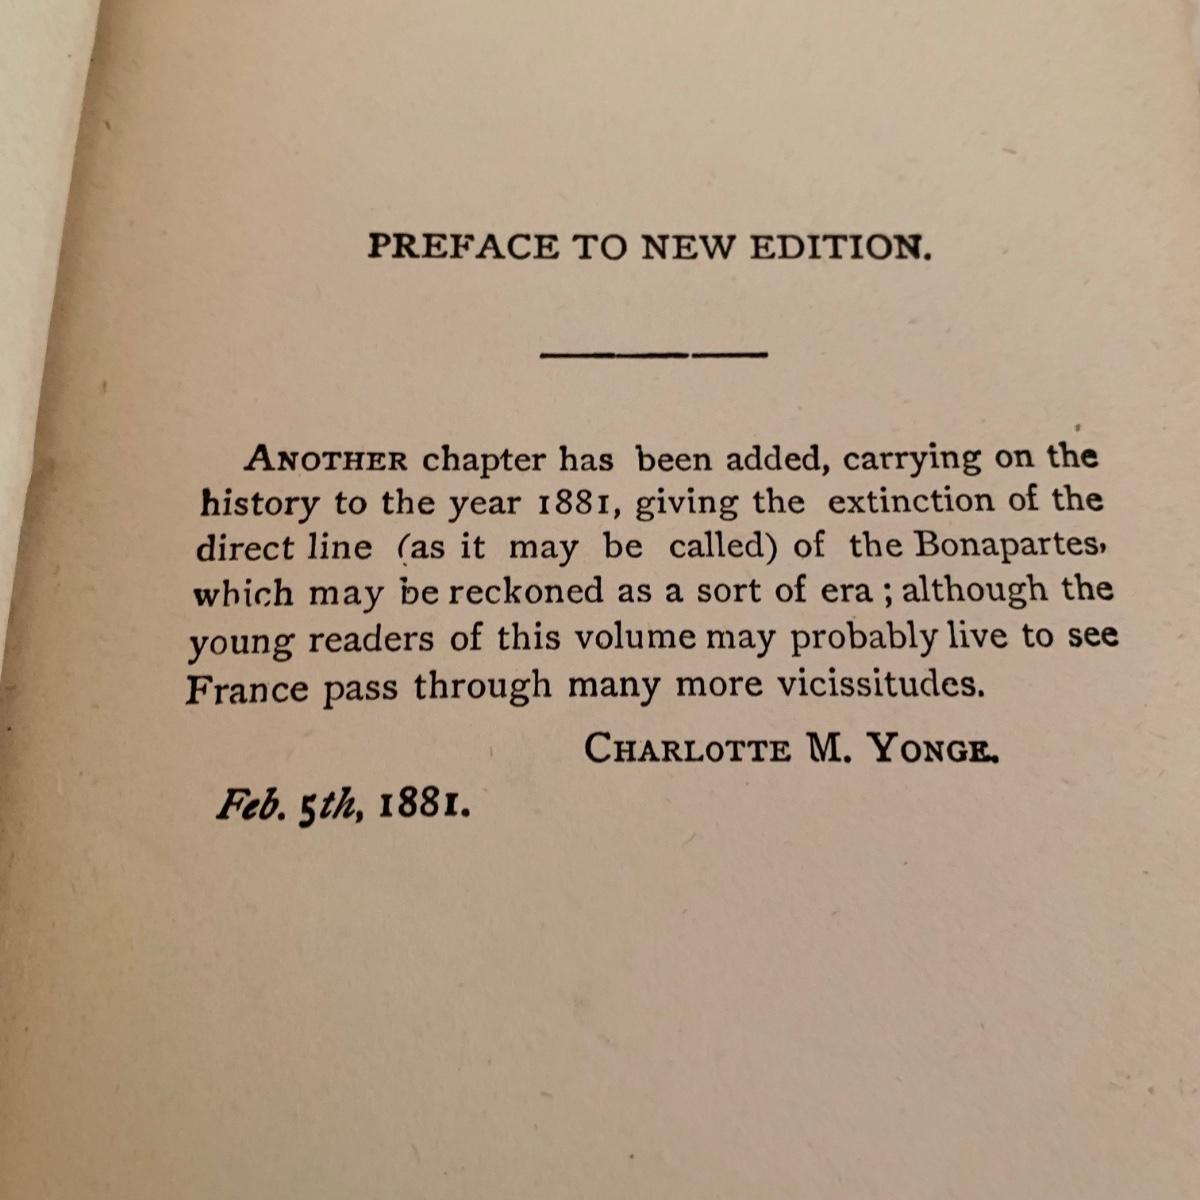 PREFACE TO NEW EDITION.
ANOTHER chapter has been added, carrying on the
history to the year 1881, giving the extinction of the
direct line (as it may be called) of the Bonapartes,
which may be reckoned as a sort of era ; although the
young readers of this volume may probably live to see
France pass through many more vicissitudes.
CHARLOTTE M. YONGE.
Feb. 5th, 1881.